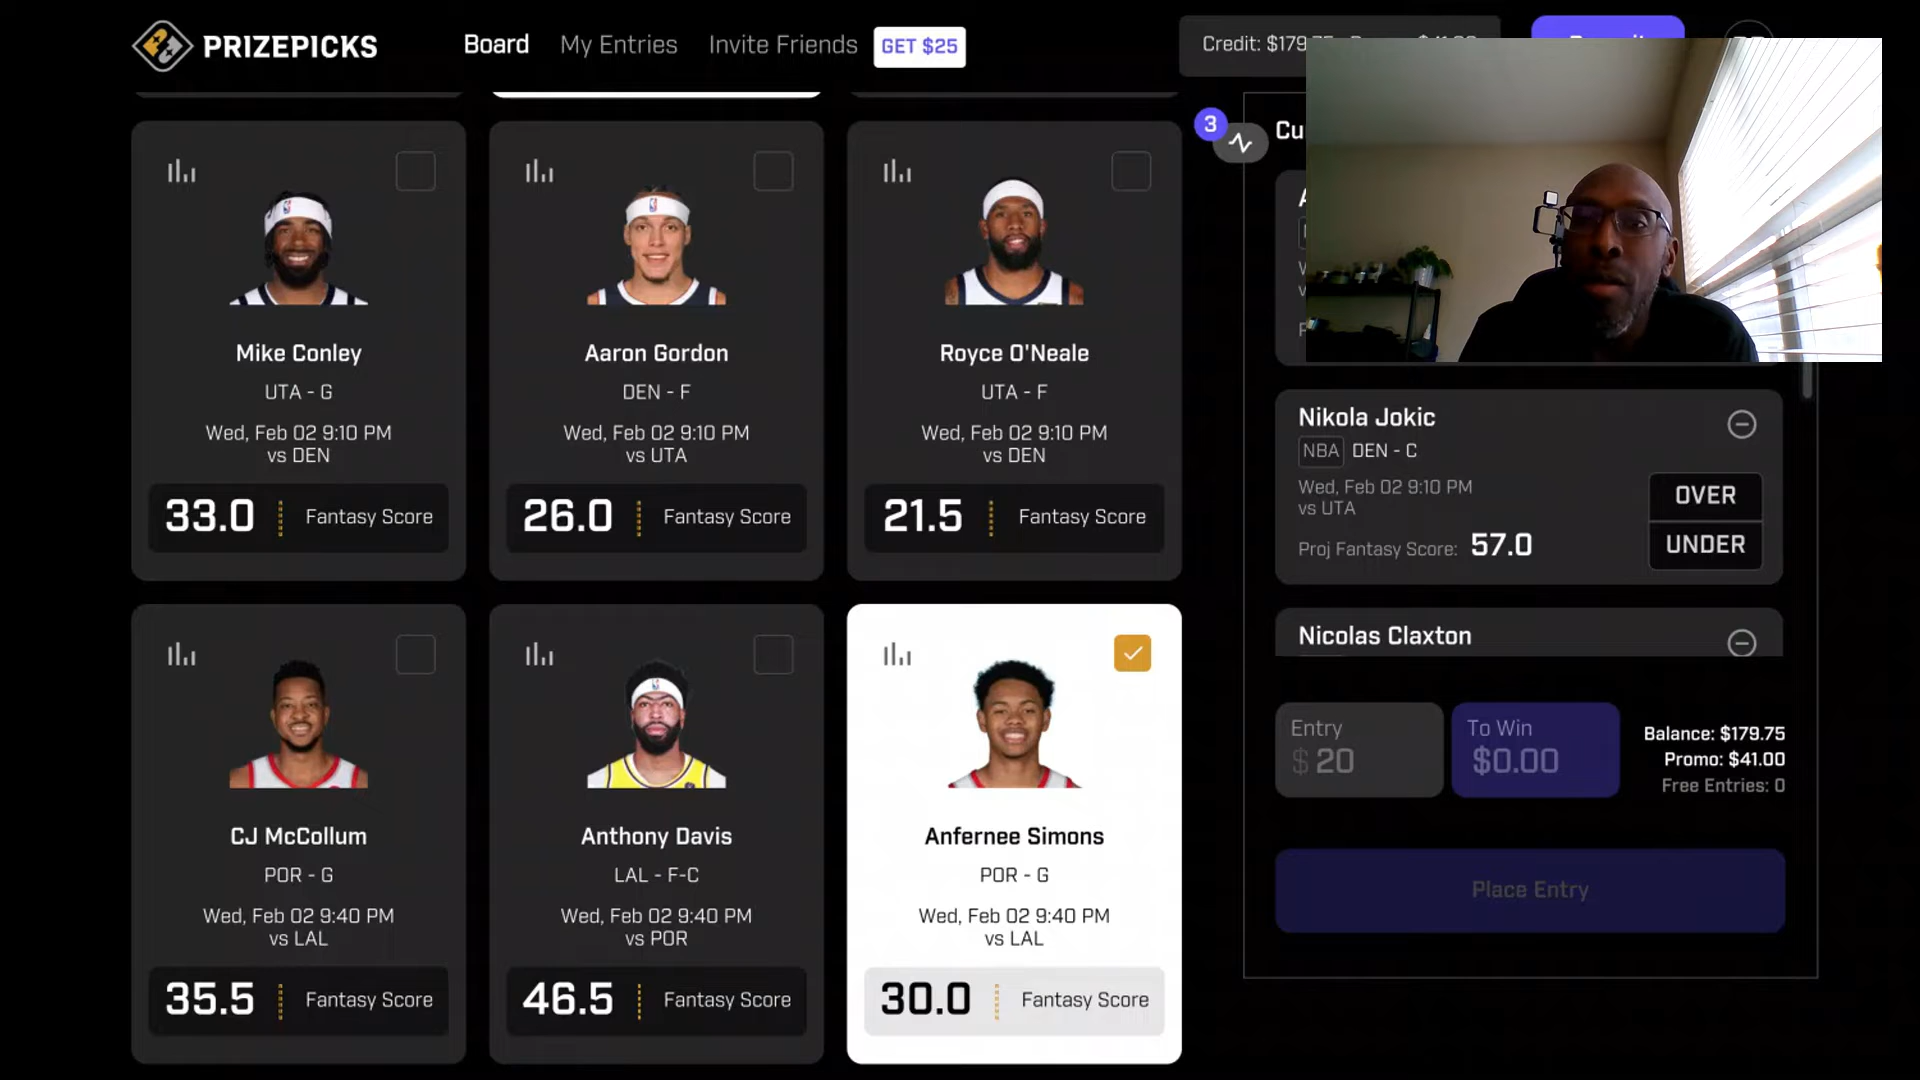 PRIZEPICKS
Board
My Entries
Invite Friends
GET $25
Credit: $179
3
Cu
Mike Conley
UTA - G
Wed, Feb 02 9:10 PM
vs DEN
33.0
Fantasy Score
Aaron Gordon
DEN - F
Wed, Feb 02 9:10 PM
vs UTA
26.0
Fantasy Score
Royce O'Neale
UTA - F
Wed, Feb 02 9:10 PM
vs DEN
21.5
Fantasy Score
CJ McCollum
POR - G
Wed, Feb 02 9:40 PM
vs LAL
35.5
Fantasy Score
Anthony Davis
LAL - F-C
Wed, Feb 02 9:40 PM
vs POR
46.5
Fantasy Score
Anfernee Simons
POR - G
Wed, Feb 02 9:40 PM
vs LAL
30.0
Fantasy Score
Nikola Jokic
NBA DEN - C
Wed, Feb 02 9:10 PM
vs UTA
Proj Fantasy Score: 57.0
OVER
UNDER
Nicolas Claxton
Entry
$ 20
To Win
$0.00
Balance: $179.75
Promo: $41.00
Free Entries: 0
Place Entry